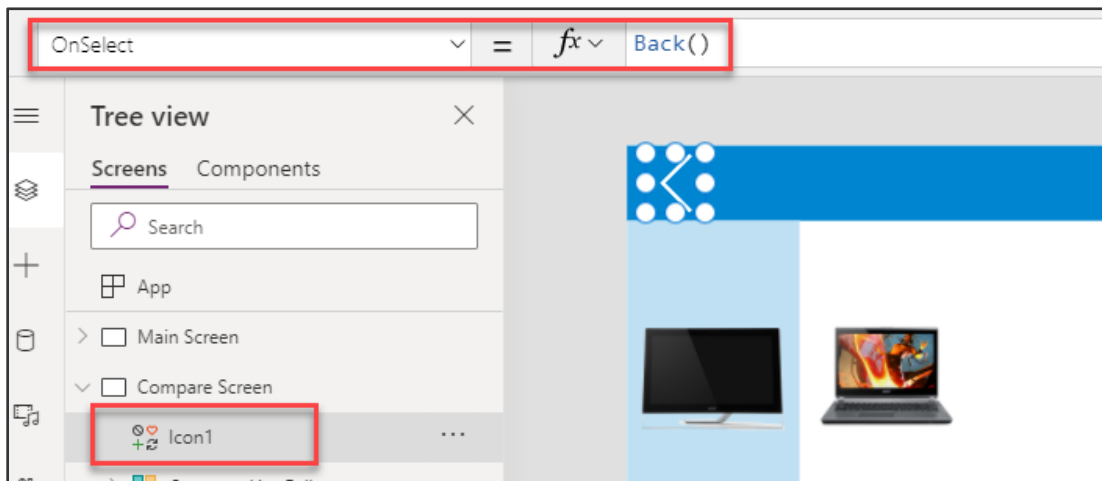 OnSelect = fx Back()
Tree view
Screens Components
Search
App
Main Screen
Compare Screen
Icon1 ...